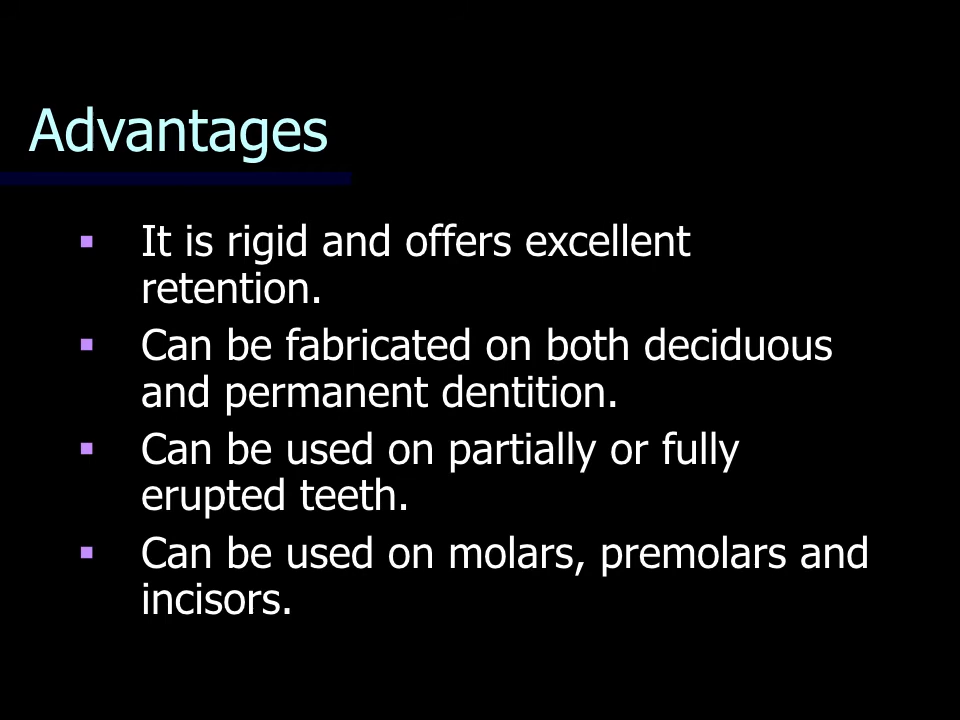 Advantages
▪ It is rigid and offers excellent
retention.
▪ Can be fabricated on both deciduous
and permanent dentition.
▪ Can be used on partially or fully
erupted teeth.
▪ Can be used on molars, premolars and
incisors.